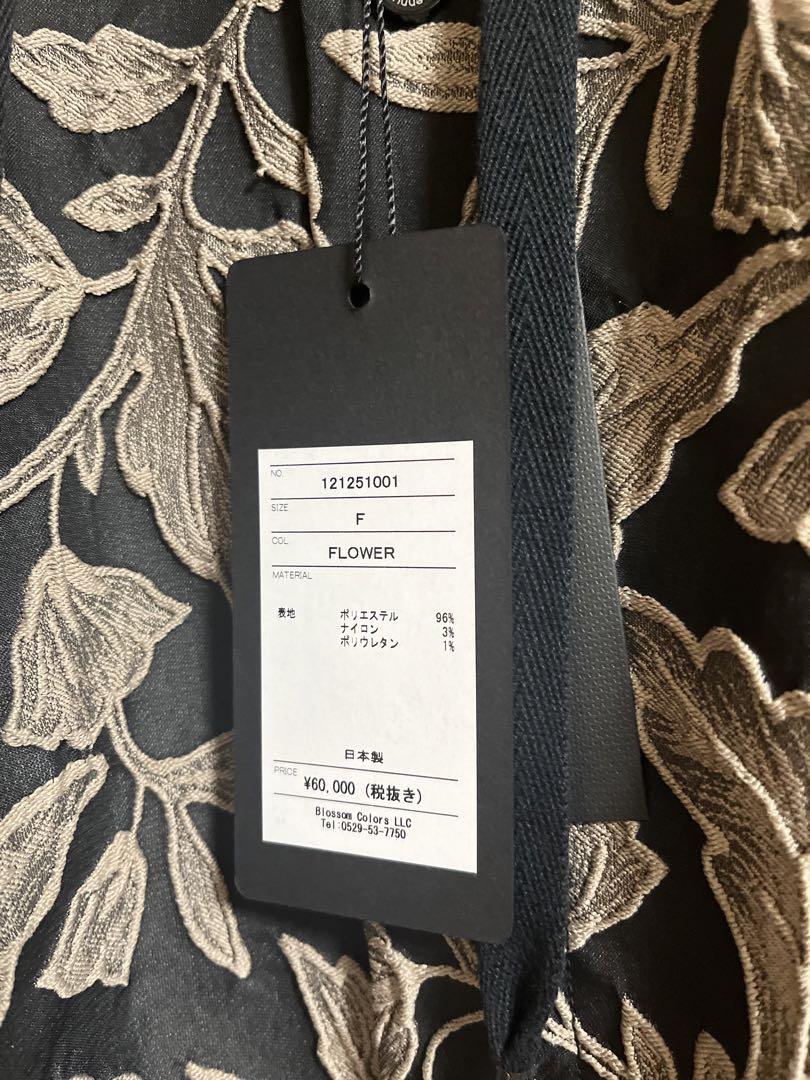 NO.
121251001
SIZE
F
COL.
FLOWER
MATERIAL
表地 ポリエステル 96%
ナイロン 3%
ポリウレタン 1%
日本製
PRICE
¥60,000 (税抜き)
Blossom Colors LLC
Tel:0529-53-7750